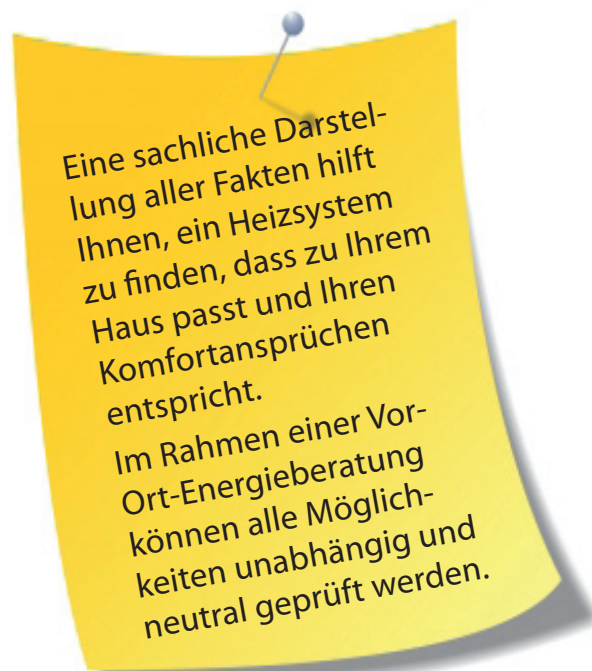 Eine sachliche Darstel-
lung aller Fakten hilft
Ihnen, ein Heizsystem
zu finden, dass zu Ihrem
Haus passt und Ihren
Komfortansprüchen
entspricht.
Im Rahmen einer Vor-
Ort-Energieberatung
können alle Möglich-
keiten unabhängig und
neutral geprüft werden.